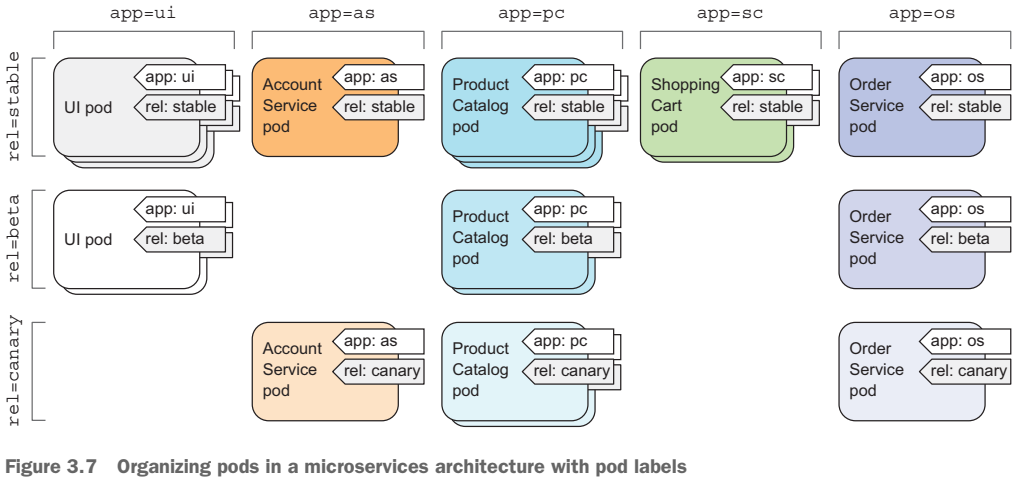 app=ui
app=as
app=pc
app=sc
app=os
rel=stable
UI pod
app: ui
rel: stable
Account
Service
pod
app: as
rel: stable
Product
Catalog
pod
app: pc
rel: stable
Shopping
Cart
pod
app: sc
rel: stable
Order
Service
pod
app: os
rel: stable
rel=beta
UI pod
app: ui
rel: beta
Product
Catalog
pod
app: pc
rel: beta
Order
Service
pod
app: os
rel: beta
rel=canary
Account
Service
pod
app: as
rel: canary
Product
Catalog
pod
app: pc
rel: canary
Order
Service
pod
app: os
rel: canary
Figure 3.7 Organizing pods in a microservices architecture with pod labels